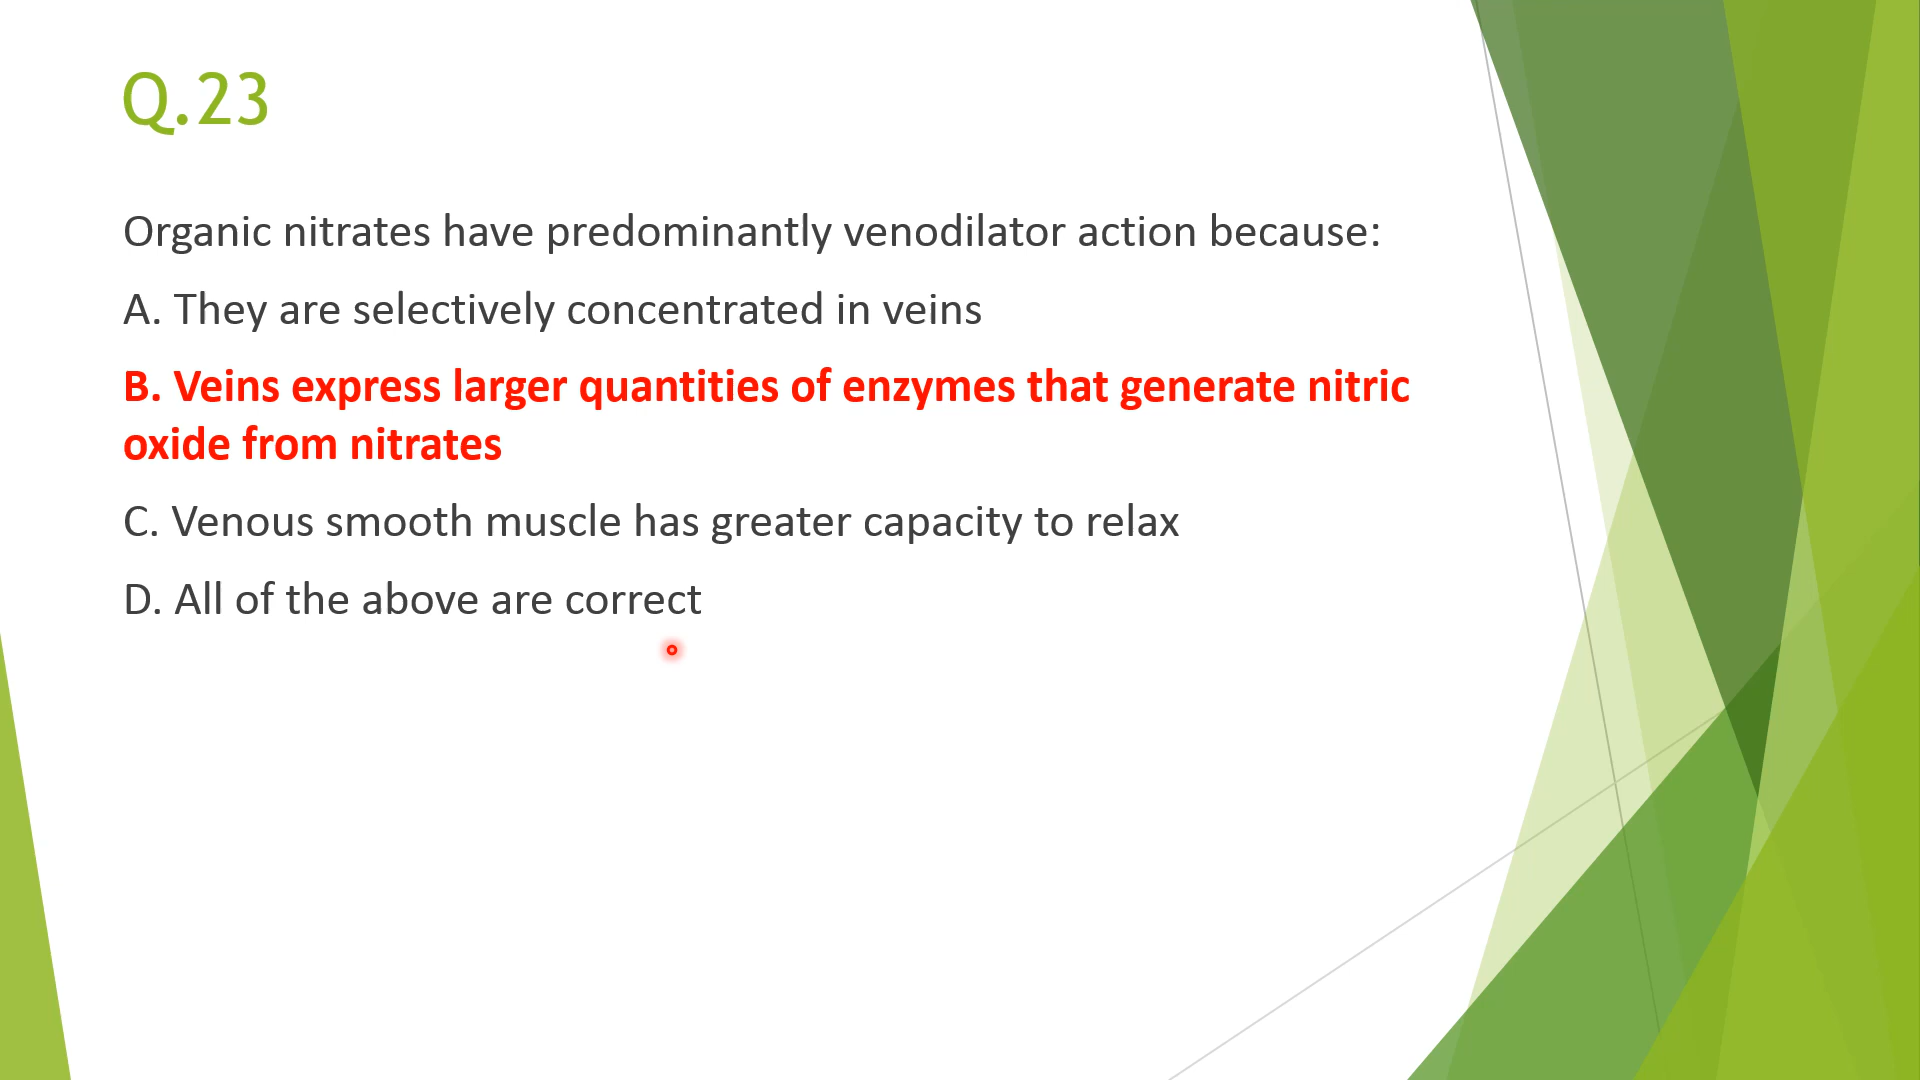 Q.23
Organic nitrates have predominantly venodilator action because:
A. They are selectively concentrated in veins
B. Veins express larger quantities of enzymes that generate nitric
oxide from nitrates
C. Venous smooth muscle has greater capacity to relax
D. All of the above are correct